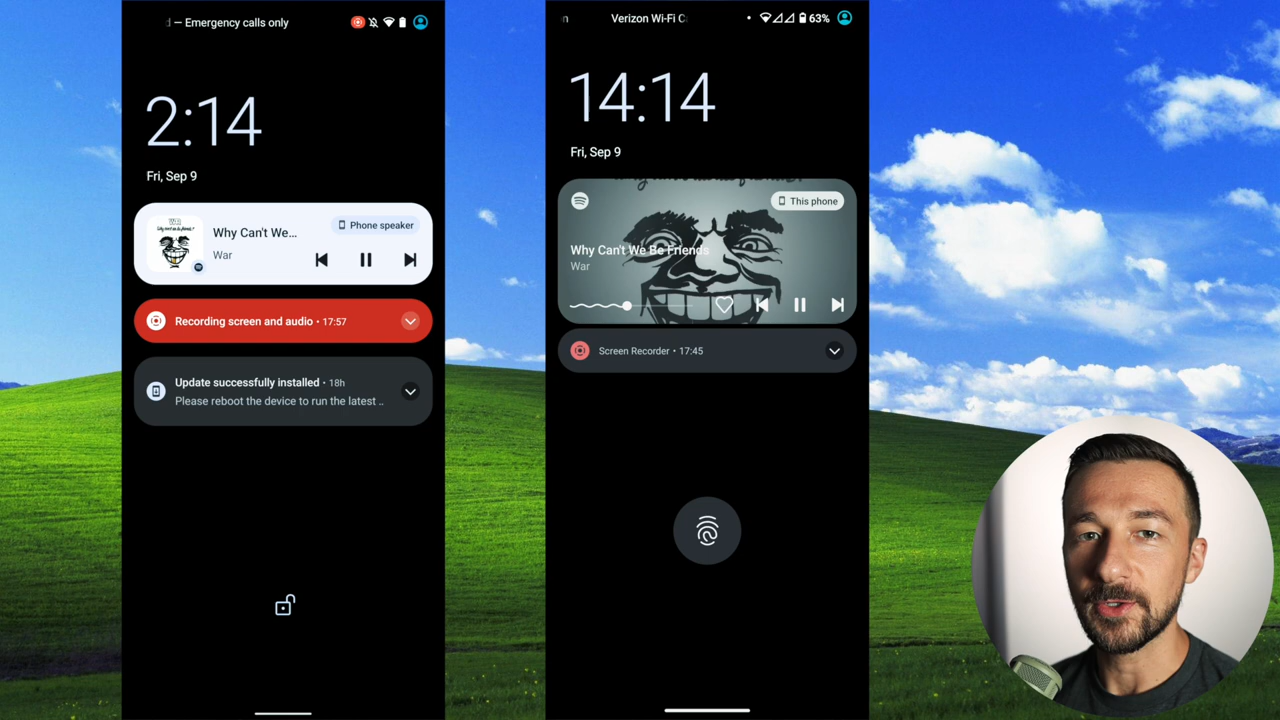 d — Emergency calls only
2:14
Fri, Sep 9
Why Can't We...
Phone speaker
War
Recording screen and audio • 17:57
Update successfully installed • 18h
Please reboot the device to run the latest ..
Verizon Wi-Fi C
63%
14:14
Fri, Sep 9
This phone
Why Can't We Be Friends
War
Screen Recorder • 17:45